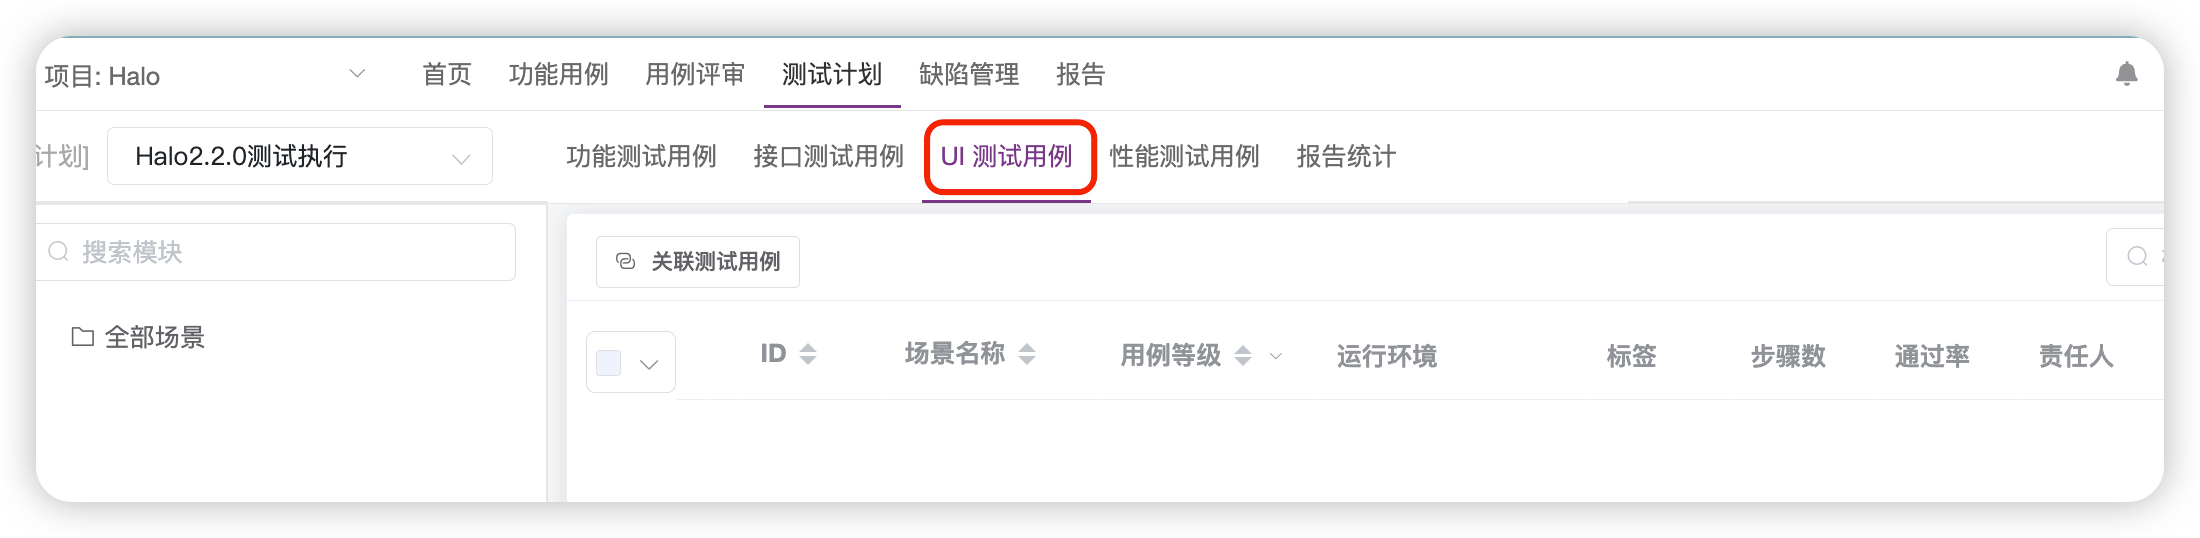 项目: Halo 首页 功能用例 用例评审 测试计划 缺陷管理 报告
计划] Halo2.2.0测试执行 功能测试用例 接口测试用例 UI 测试用例 性能测试用例 报告统计
搜索模块 关联测试用例
全部场景 ID 场景名称 用例等级 运行环境 标签 步骤数 通过率 责任人